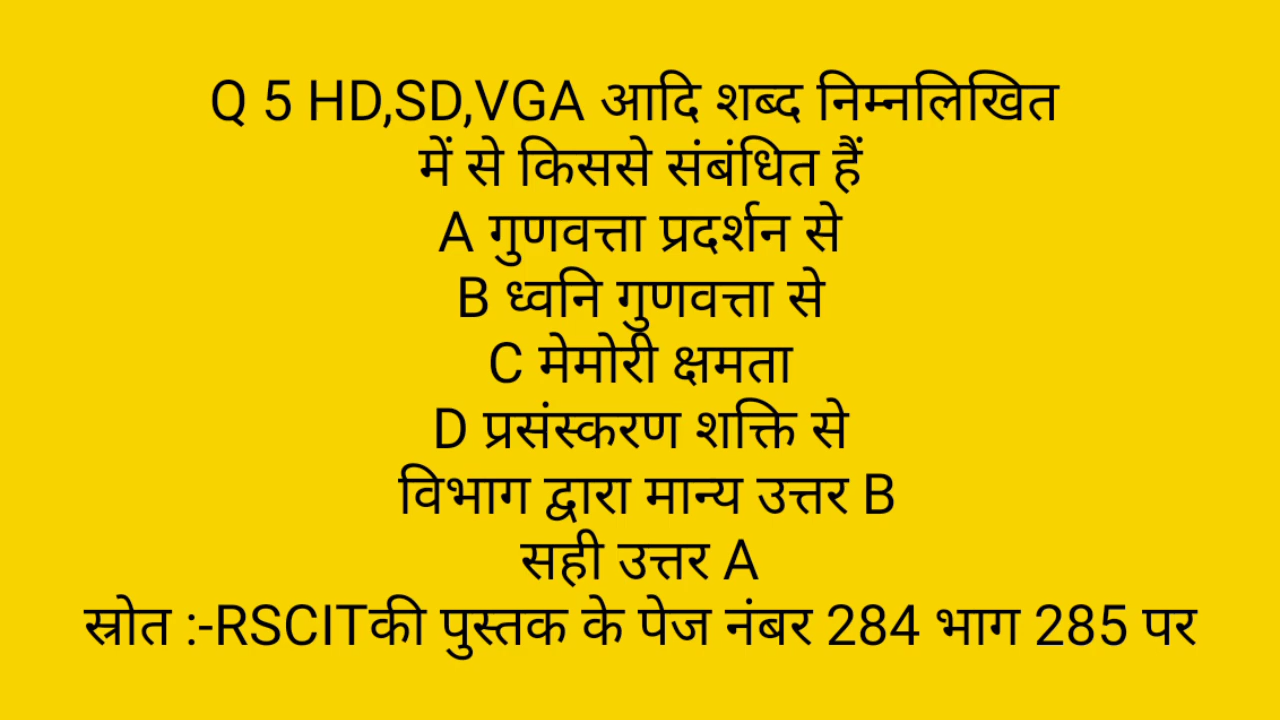 Q 5 HD,SD,VGA आदि शब्द निम्नलिखित
में से किससे संबंधित हैं
A गुणवत्ता प्रदर्शन से
B ध्वनि गुणवत्ता से
C मेमोरी क्षमता
D प्रसंस्करण शक्ति से
विभाग द्वारा मान्य उत्तर B
सही उत्तर A
स्रोत :-RSCITकी पुस्तक के पेज नंबर 284 भाग 285 पर